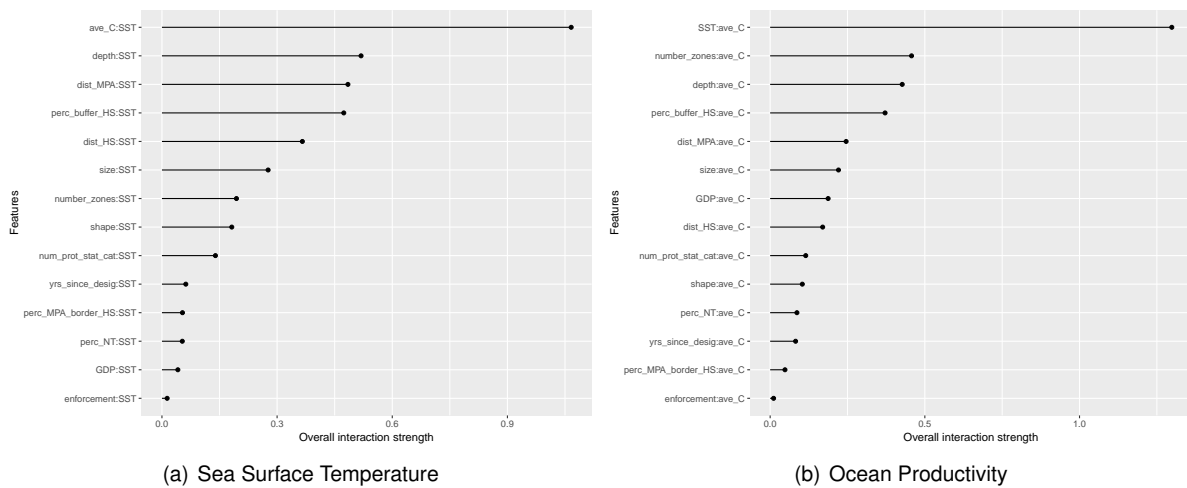 ave_C:SST
depth:SST
dist_MPA:SST
perc_buffer_HS:SST
dist_HS:SST
size:SST
number_zones:SST
shape:SST
num_prot_stat_cat:SST
yrs_since_desig:SST
perc_MPA_border_HS:SST
perc_NT:SST
GDP:SST
enforcement:SST
Features
0.0 0.3 0.6 0.9
Overall interaction strength
(a) Sea Surface Temperature
SST:ave_C
number_zones:ave_C
depth:ave_C
perc_buffer_HS:ave_C
dist_MPA:ave_C
size:ave_C
GDP:ave_C
dist_HS:ave_C
num_prot_stat_cat:ave_C
shape:ave_C
perc_NT:ave_C
yrs_since_desig:ave_C
perc_MPA_border_HS:ave_C
enforcement:ave_C
Features
0.0 0.5 1.0
Overall interaction strength
(b) Ocean Productivity